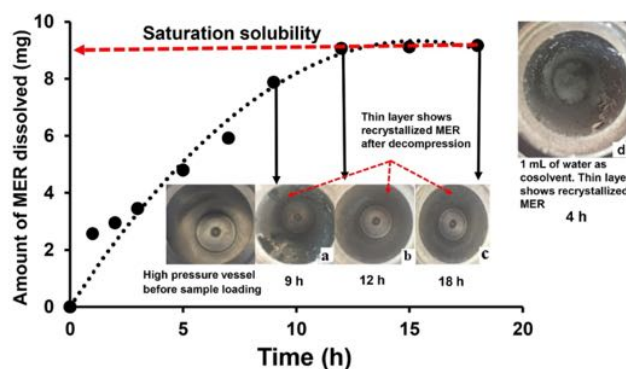 10
8
6
4
2
0
Amount of MER dissolved (mg)
Saturation solubility
Thin layer shows
recrystallized MER
after decompression
a
b
c
High pressure vessel
before sample loading
9 h
12 h
18 h
0
5
10
15
20
Time (h)
d
1 mL of water as
cosolvent. Thin layer
shows recrystallized
MER
4 h